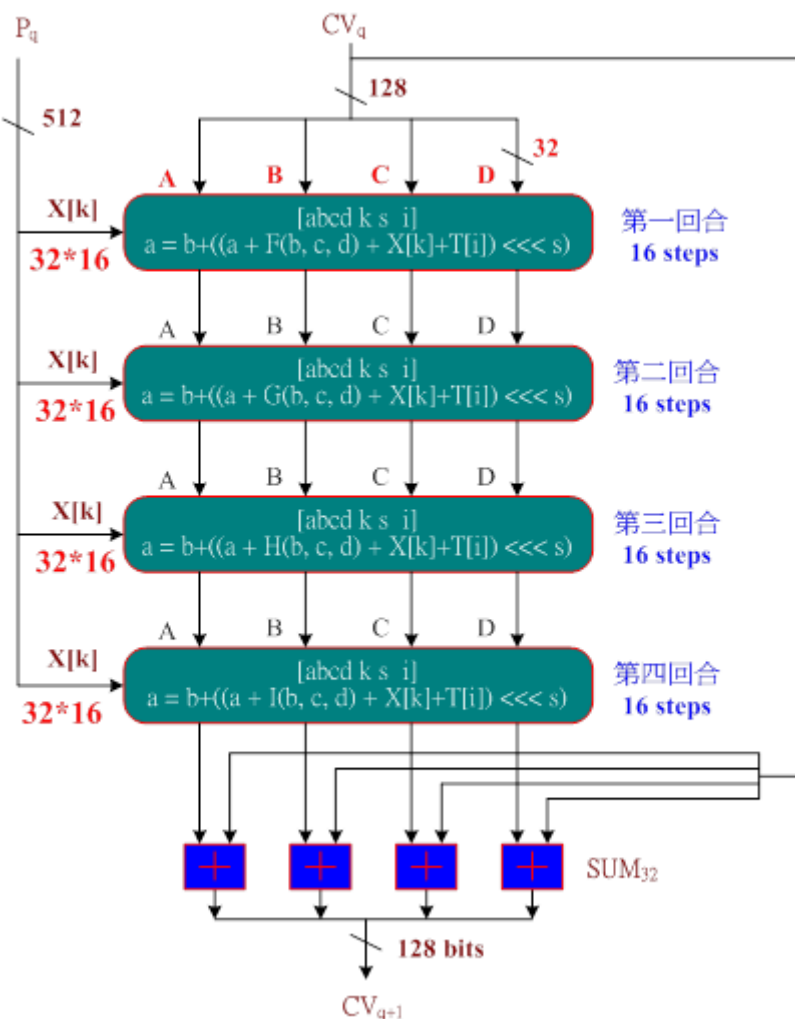 P_q CV_q
128
512
32
A B C D
X[k]
32*16
[abcd k s i]
a = b+((a + F(b, c, d) + X[k]+T[i]) <<< s)
第一回合
16 steps
A B C D
X[k]
32*16
[abcd k s i]
a = b+((a + G(b, c, d) + X[k]+T[i]) <<< s)
第二回合
16 steps
A B C D
X[k]
32*16
[abcd k s i]
a = b+((a + H(b, c, d) + X[k]+T[i]) <<< s)
第三回合
16 steps
A B C D
X[k]
32*16
[abcd k s i]
a = b+((a + I(b, c, d) + X[k]+T[i]) <<< s)
第四回合
16 steps
+ + + +
SUM₃₂
128 bits
CV_q+1